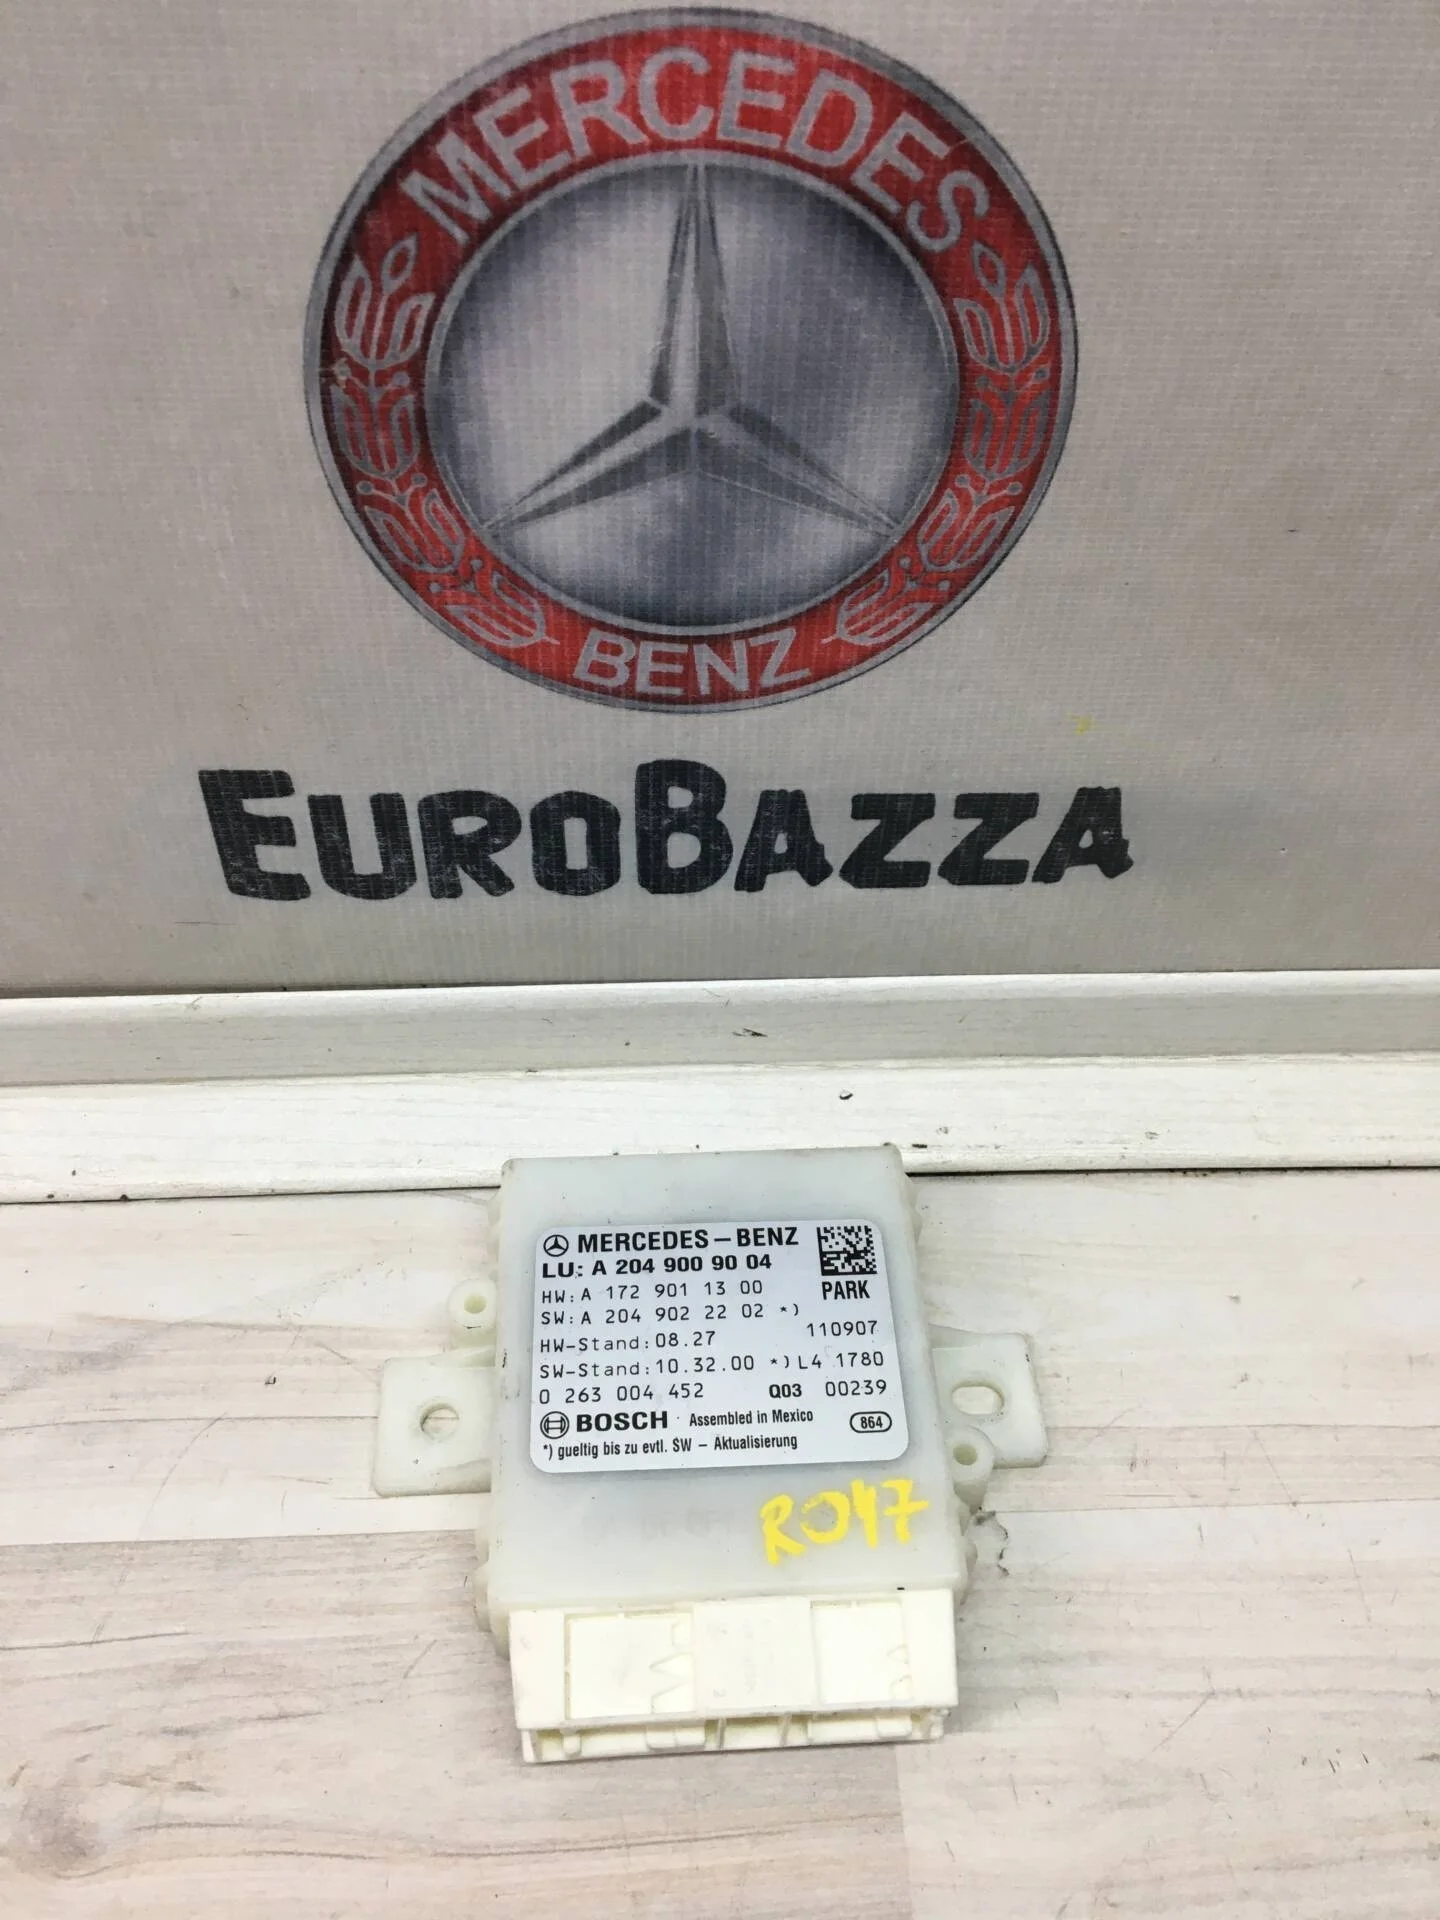 MERCEDES
BENZ
EUROBAZZA
MERCEDES – BENZ
LU: A 204 900 90 04
HW: A 172 901 13 00
PARK
SW: A 204 902 22 02 *)
HW-Stand: 08.27 110907
SW-Stand: 10.32.00 *) L4 1780
0 263 004 452 Q03 00239
BOSCH Assembled in Mexico 864
*) gueltig bis zu evtl. SW – Aktualisierung
R047